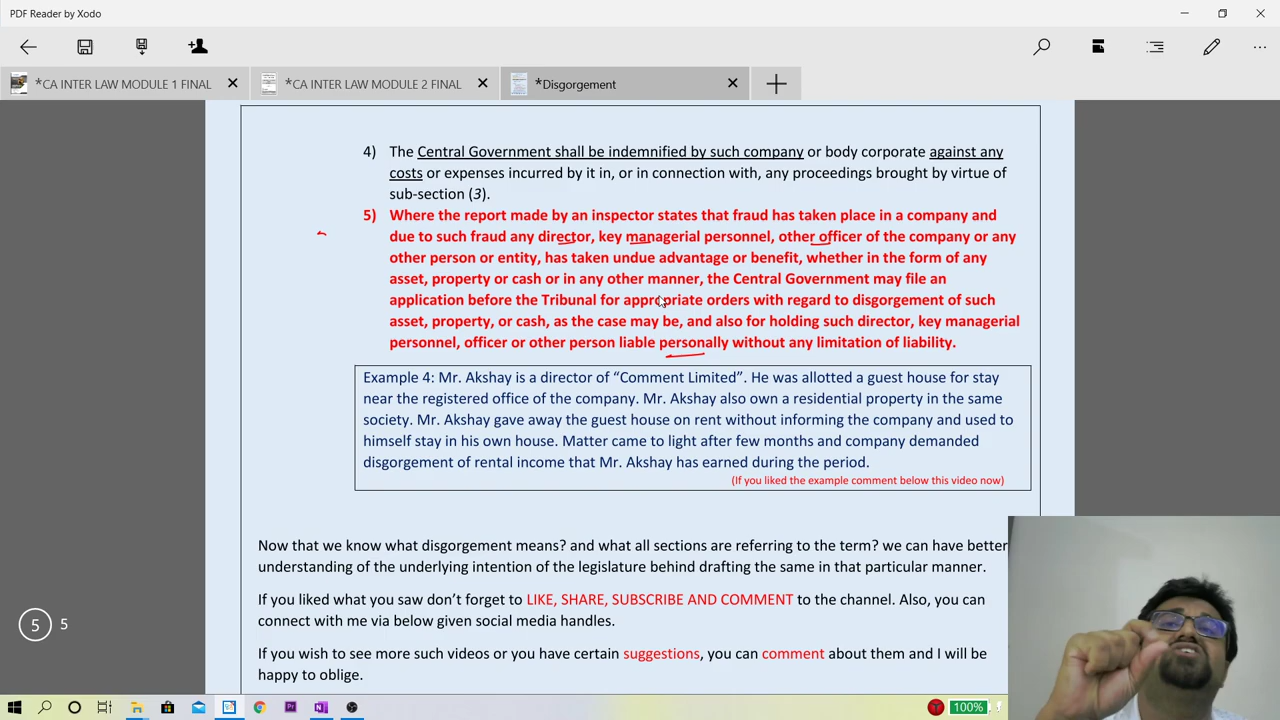 PDF Reader by Xodo
*CA INTER LAW MODULE 1 FINAL
*CA INTER LAW MODULE 2 FINAL
*Disgorgement
4) The Central Government shall be indemnified by such company or body corporate against any
costs or expenses incurred by it in, or in connection with, any proceedings brought by virtue of
sub-section (3).
5) Where the report made by an inspector states that fraud has taken place in a company and
due to such fraud any director, key managerial personnel, other officer of the company or any
other person or entity, has taken undue advantage or benefit, whether in the form of any
asset, property or cash or in any other manner, the Central Government may file an
application before the Tribunal for appropriate orders with regard to disgorgement of such
asset, property, or cash, as the case may be, and also for holding such director, key managerial
personnel, officer or other person liable personally without any limitation of liability.
Example 4: Mr. Akshay is a director of “Comment Limited”. He was allotted a guest house for stay
near the registered office of the company. Mr. Akshay also own a residential property in the same
society. Mr. Akshay gave away the guest house on rent without informing the company and used to
himself stay in his own house. Matter came to light after few months and company demanded
disgorgement of rental income that Mr. Akshay has earned during the period.
(If you liked the example comment below this video now)
Now that we know what disgorgement means? and what all sections are referring to the term? we can have better
understanding of the underlying intention of the legislature behind drafting the same in that particular manner.
If you liked what you saw don’t forget to LIKE, SHARE, SUBSCRIBE AND COMMENT to the channel. Also, you can
connect with me via below given social media handles.
If you wish to see more such videos or you have certain suggestions, you can comment about them and I will be
happy to oblige.
5 5
100%